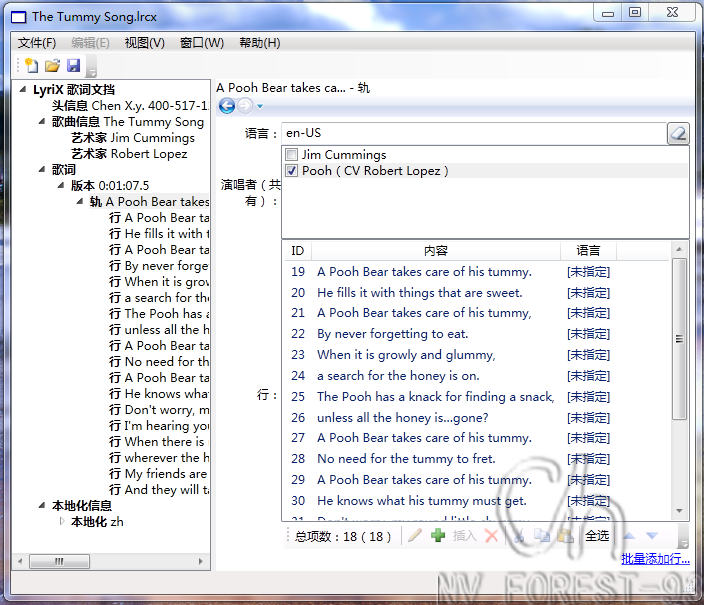 The Tummy Song.lrcx
文件(F) 编辑(E) 视图(V) 窗口(W) 帮助(H)
LyriX 歌词文挡
头信息 Chen X.y. 400-517-1
歌曲信息 The Tummy Song
艺术家 Jim Cummings
艺术家 Robert Lopez
歌词
版本 0:01:07.5
轨 A Pooh Bear takes
行 A Pooh Bear ta
行 He fills it with t
行 A Pooh Bear ta
行 By never forge
行 When it is grow
行 a search for the
行 The Pooh has a
行 unless all the h
行 A Pooh Bear ta
行 No need for the
行 A Pooh Bear ta
行 He knows what
行 Don't worry, m
行 I'm hearing you
行 When there is
行 wherever the h
行 My friends are
行 And they will ta
本地化信息
本地化 zh
A Pooh Bear takes ca... - 轨
语言： en-US
演唱者（共有）：
Jim Cummings
Pooh（CV Robert Lopez）
行：
ID 内容 语言
19 A Pooh Bear takes care of his tummy. [未指定]
20 He fills it with things that are sweet. [未指定]
21 A Pooh Bear takes care of his tummy, [未指定]
22 By never forgetting to eat. [未指定]
23 When it is growly and glummy, [未指定]
24 a search for the honey is on. [未指定]
25 The Pooh has a knack for finding a snack, [未指定]
26 unless all the honey is...gone? [未指定]
27 A Pooh Bear takes care of his tummy. [未指定]
28 No need for the tummy to fret. [未指定]
29 A Pooh Bear takes care of his tummy. [未指定]
30 He knows what his tummy must get. [未指定]
总项数：18（18） 插入 全选
批量添加行...
Ch
NV FOREST-98